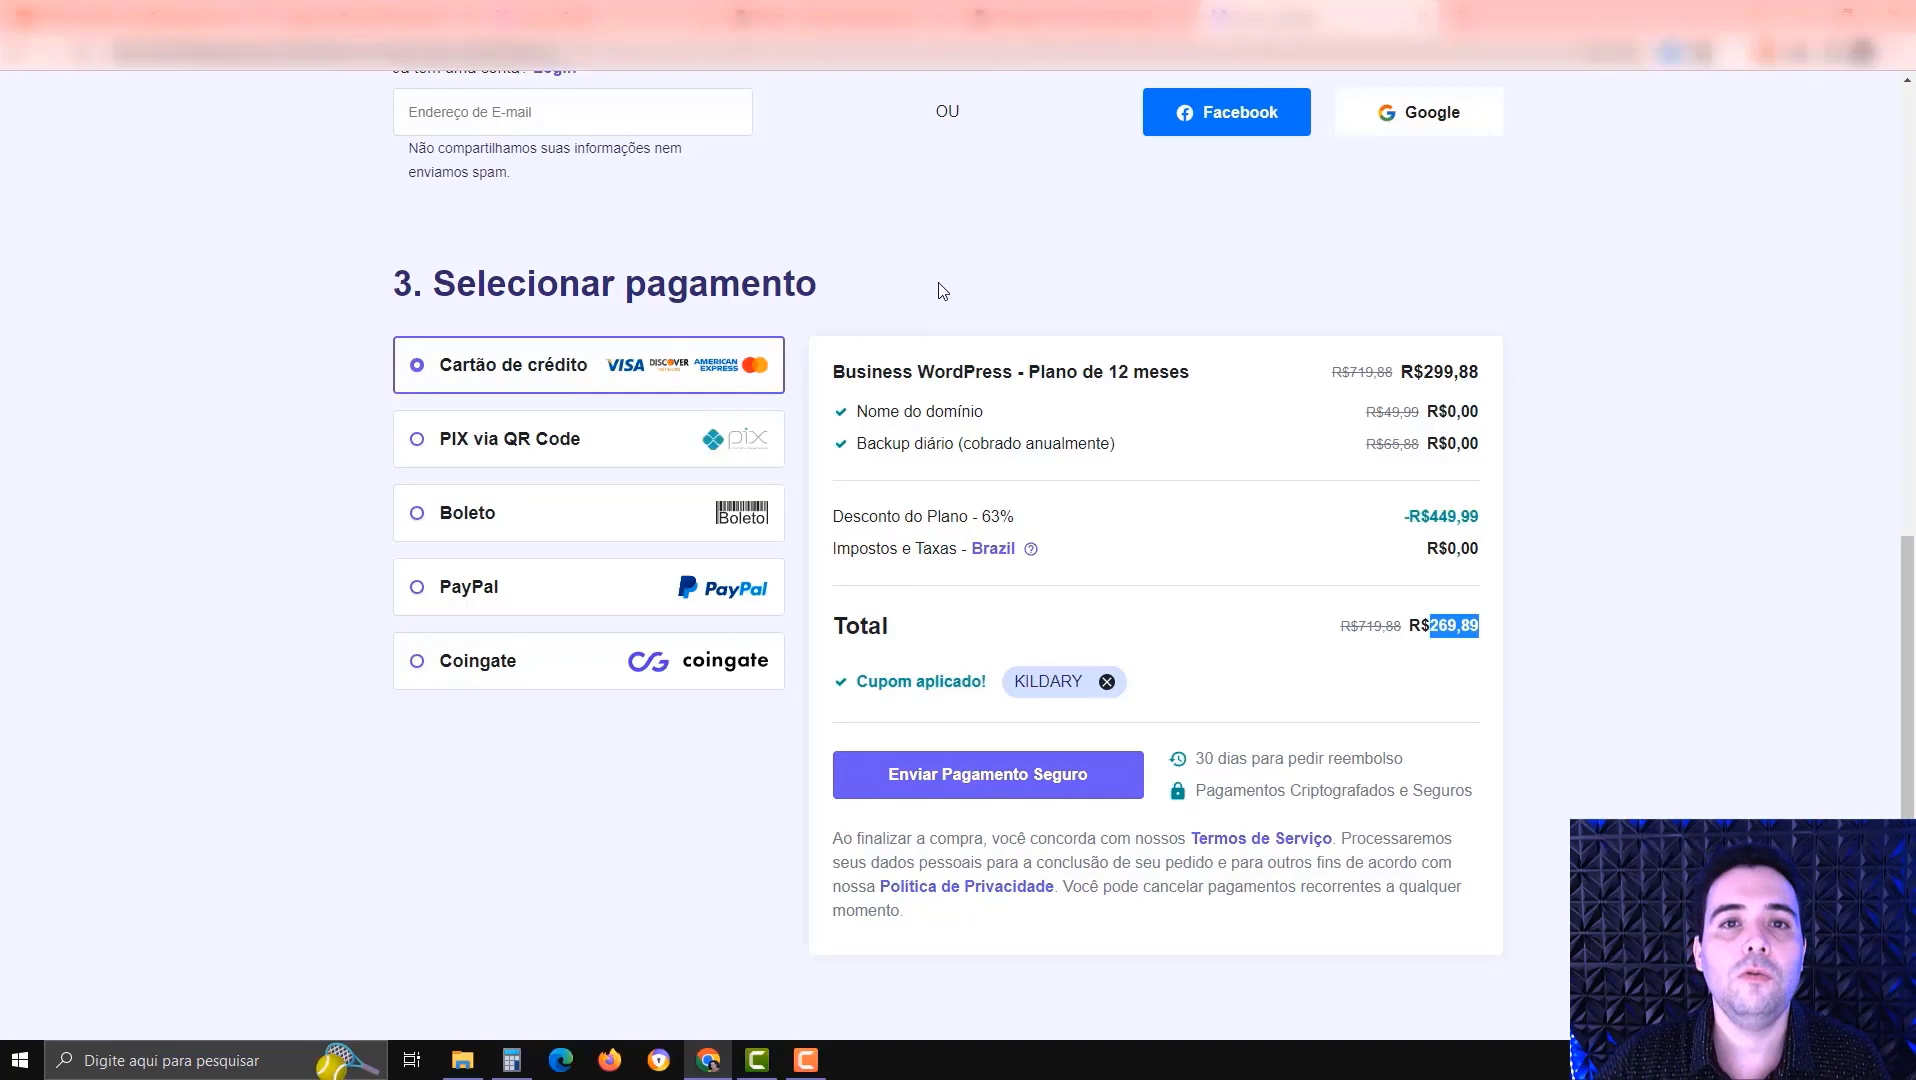 Já tem uma conta? Login
Endereço de E-mail
Não compartilhamos suas informações nem
enviamos spam.
OU
Facebook
Google
3. Selecionar pagamento
Cartão de crédito VISA DISCOVER NETWORK AMERICAN EXPRESS
PIX via QR Code pix
Boleto Boleto
PayPal PayPal
Coingate coingate
Business WordPress - Plano de 12 meses R$719,88 R$299,88
Nome do domínio R$49,99 R$0,00
Backup diário (cobrado anualmente) R$65,88 R$0,00
Desconto do Plano - 63% -R$449,99
Impostos e Taxas - Brazil R$0,00
Total R$719,88 R$269,89
Cupom aplicado! KILDARY
Enviar Pagamento Seguro
30 dias para pedir reembolso
Pagamentos Criptografados e Seguros
Ao finalizar a compra, você concorda com nossos Termos de Serviço. Processaremos
seus dados pessoais para a conclusão de seu pedido e para outros fins de acordo com
nossa Política de Privacidade. Você pode cancelar pagamentos recorrentes a qualquer
momento.
Digite aqui para pesquisar